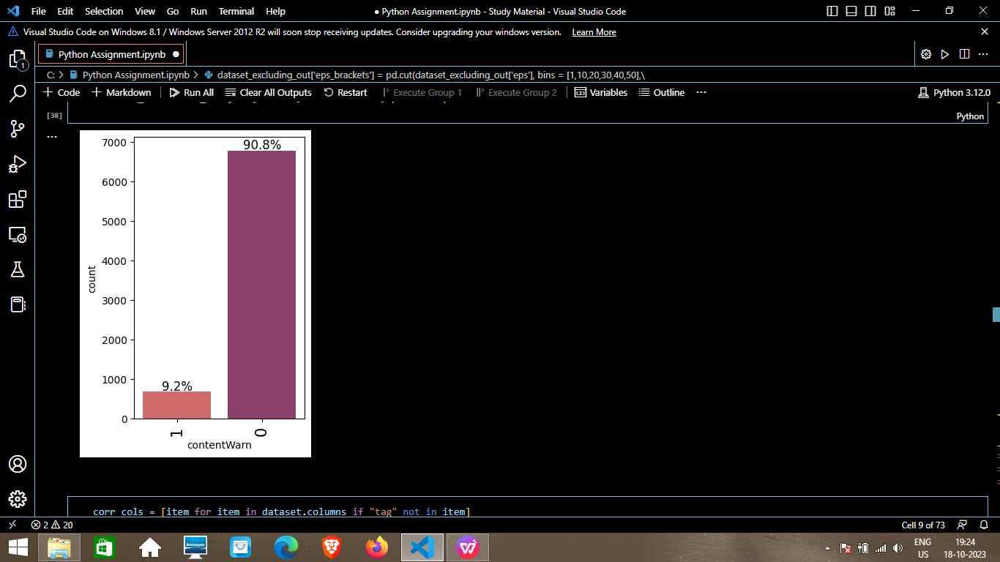 File Edit Selection View Go Run Terminal Help
● Python Assignment.ipynb - Study Material - Visual Studio Code
Visual Studio Code on Windows 8.1 / Windows Server 2012 R2 will soon stop receiving updates. Consider upgrading your windows version. Learn More
1
Python Assignment.ipynb ●
C: > Python Assignment.ipynb > dataset_excluding_out['eps_brackets'] = pd.cut(dataset_excluding_out['eps'], bins = [1,10,20,30,40,50],\
+ Code + Markdown Run All Clear All Outputs Restart Execute Group 1 Execute Group 2 Variables Outline ... Python 3.12.0
[38]
Python
...
7000
6000
5000
4000
3000
2000
1000
0
count
90.8%
9.2%
1 0
contentWarn
corr_cols = [item for item in dataset.columns if "tag" not in item]
2 20
Cell 9 of 73
lenovo
ENG
US
19:24
18-10-2023